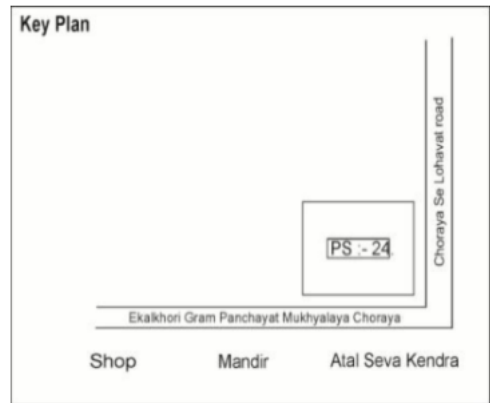 Key Plan
Choraya Se Lohavat road
PS :- 24.
Ekalkhori Gram Panchayat Mukhyalaya Choraya
Shop Mandir Atal Seva Kendra